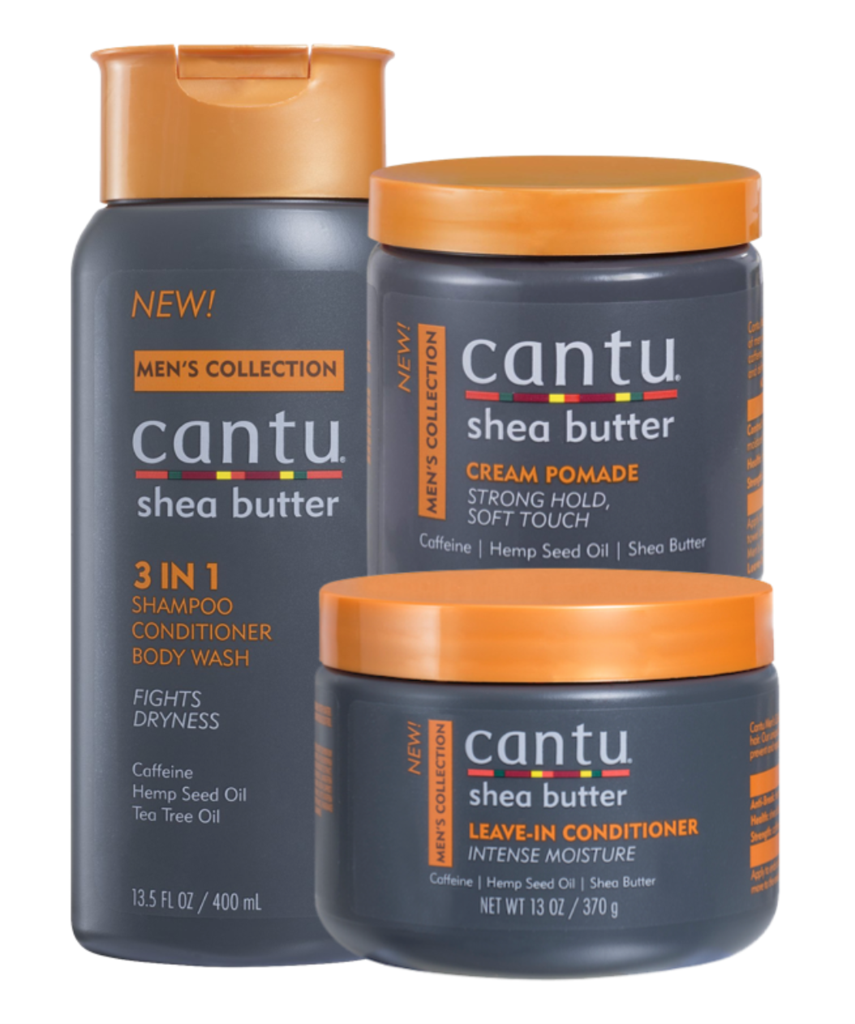 NEW!
MEN'S COLLECTION
cantu
shea butter
3 IN 1
SHAMPOO
CONDITIONER
BODY WASH
FIGHTS
DRYNESS
Caffeine
Hemp Seed Oil
Tea Tree Oil
13.5 FL OZ / 400 mL
NEW!
MEN'S COLLECTION
cantu
shea butter
CREAM POMADE
STRONG HOLD,
SOFT TOUCH
Caffeine | Hemp Seed Oil | Shea Butter
NEW!
MEN'S COLLECTION
cantu
shea butter
LEAVE-IN CONDITIONER
INTENSE MOISTURE
Caffeine | Hemp Seed Oil | Shea Butter
NET WT 13 OZ / 370 g